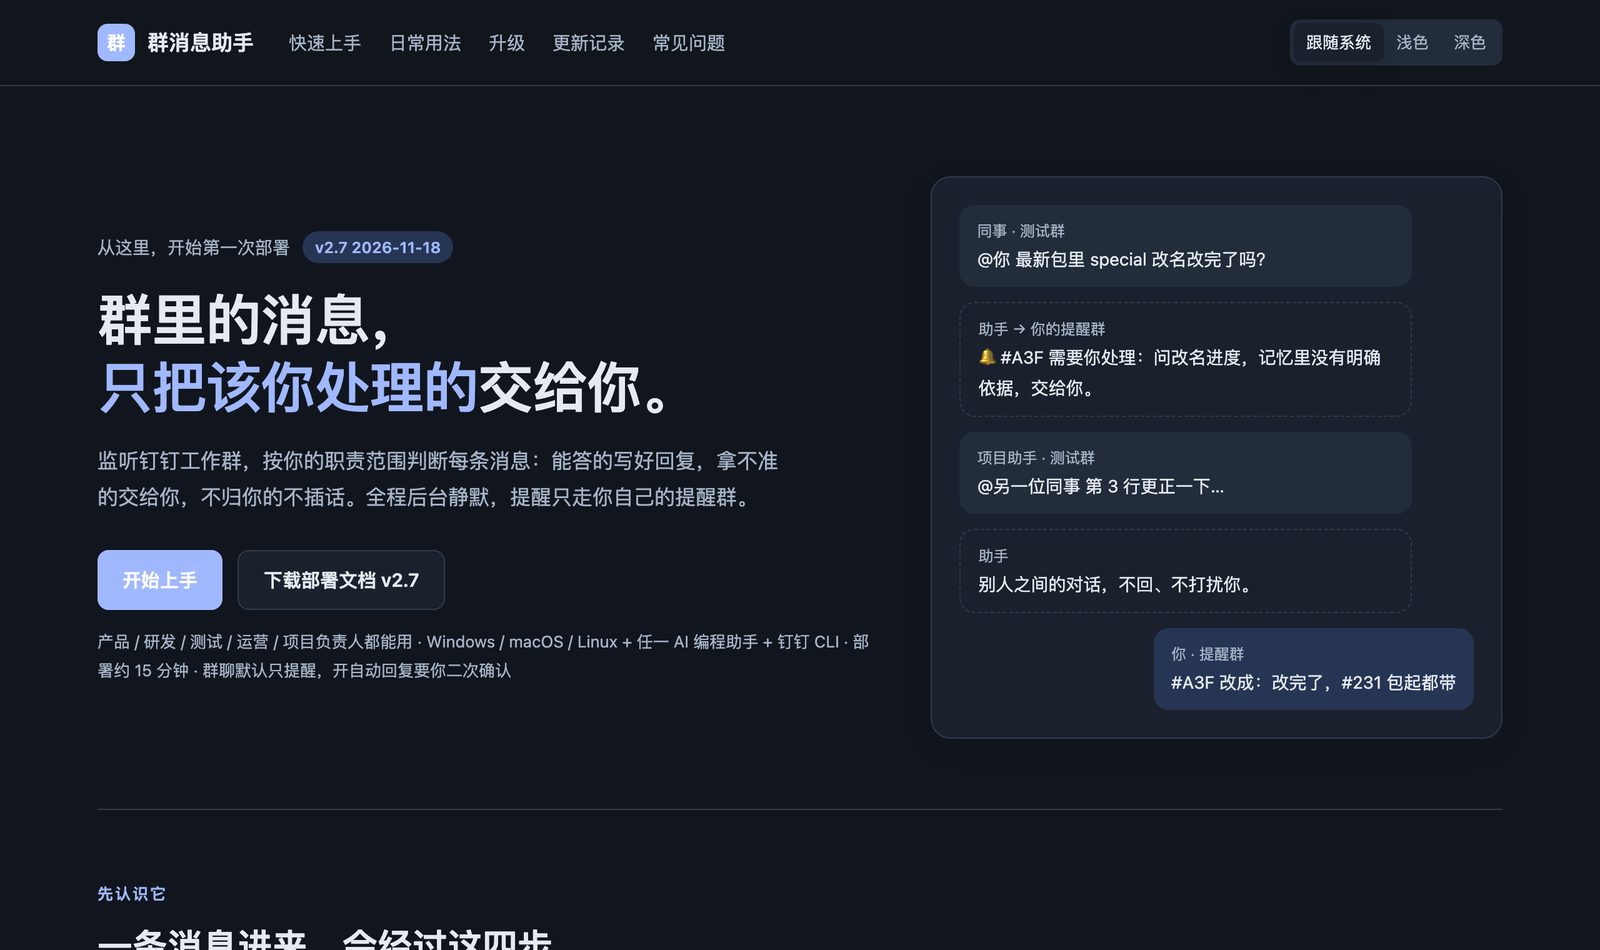 群 群消息助手 快速上手 日常用法 升级 更新记录 常见问题 跟随系统 浅色 深色
从这里，开始第一次部署 v2.7 2026-11-18
群里的消息，
只把该你处理的交给你。
监听钉钉工作群，按你的职责范围判断每条消息：能答的写好回复，拿不准
的交给你，不归你的不插话。全程后台静默，提醒只走你自己的提醒群。
开始上手 下载部署文档 v2.7
产品 / 研发 / 测试 / 运营 / 项目负责人都能用 · Windows / macOS / Linux + 任一 AI 编程助手 + 钉钉 CLI · 部
署约 15 分钟 · 群聊默认只提醒，开自动回复要你二次确认
同事 · 测试群
@你 最新包里 special 改名改完了吗？
助手 → 你的提醒群
🔔 #A3F 需要你处理：问改名进度，记忆里没有明确
依据，交给你。
项目助手 · 测试群
@另一位同事 第 3 行更正一下...
助手
别人之间的对话，不回、不打扰你。
你 · 提醒群
#A3F 改成：改完了，#231 包起都带
先认识它
一条消息进来，会经过这四步